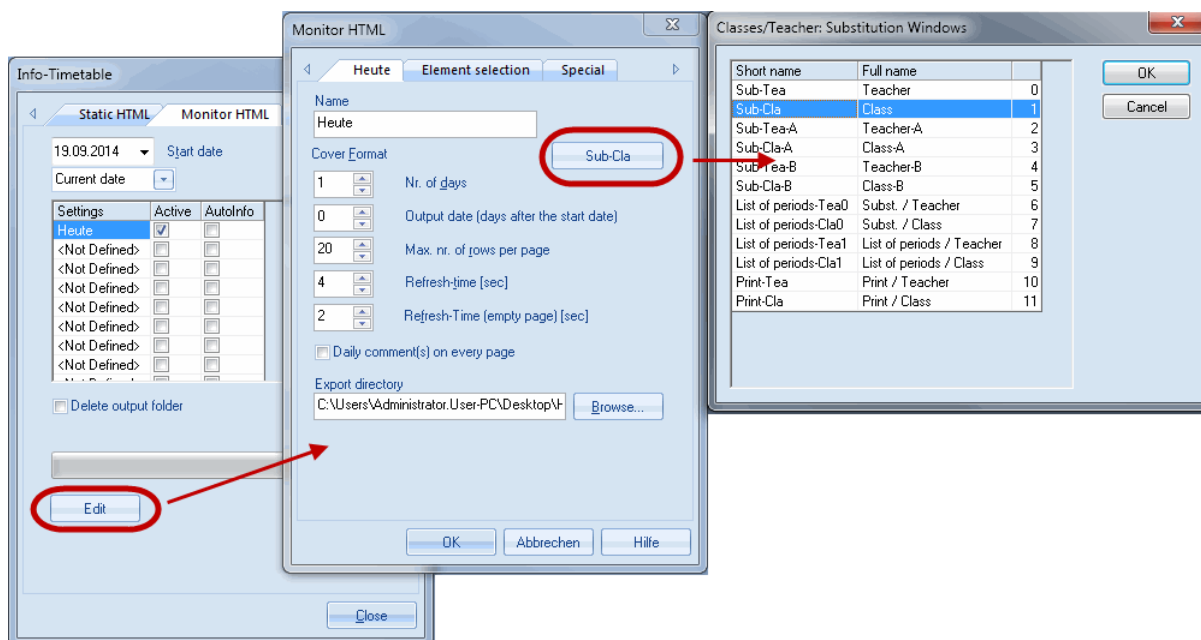 Info-Timetable
Static HTML
Monitor HTML
19.09.2014
Start date
Current date
Settings Active AutoInfo
Heute
<Not Defined>
<Not Defined>
<Not Defined>
<Not Defined>
<Not Defined>
<Not Defined>
<Not Defined>
Delete output folder
Edit
Close
Monitor HTML
Heute
Element selection
Special
Name
Heute
Sub-Cla
Cover Format
1 Nr. of days
0 Output date (days after the start date)
20 Max. nr. of rows per page
4 Refresh-time [sec]
2 Refresh-Time (empty page) [sec]
Daily comment(s) on every page
Export directory
C:\Users\Administrator.User-PC\Desktop\H
Browse...
OK
Abbrechen
Hilfe
Classes/Teacher: Substitution Windows
Short name Full name
Sub-Tea Teacher 0
Sub-Cla Class 1
Sub-Tea-A Teacher-A 2
Sub-Cla-A Class-A 3
Sub-Tea-B Teacher-B 4
Sub-Cla-B Class-B 5
List of periods-Tea0 Subst. / Teacher 6
List of periods-Cla0 Subst. / Class 7
List of periods-Tea1 List of periods / Teacher 8
List of periods-Cla1 List of periods / Class 9
Print-Tea Print / Teacher 10
Print-Cla Print / Class 11
OK
Cancel